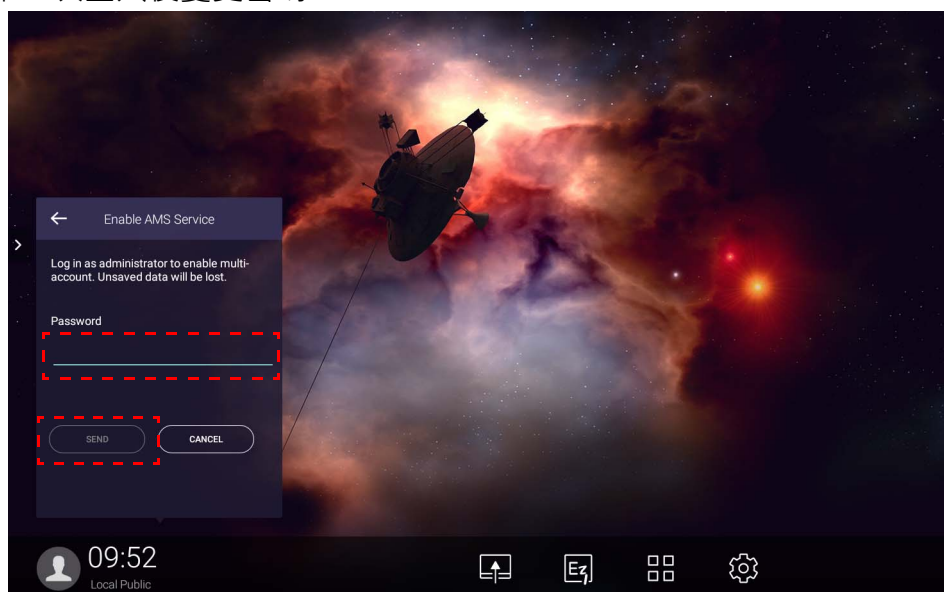 Enable AMS Service
Log in as administrator to enable multi-
account. Unsaved data will be lost.
Password
SEND
CANCEL
09:52
Local Public